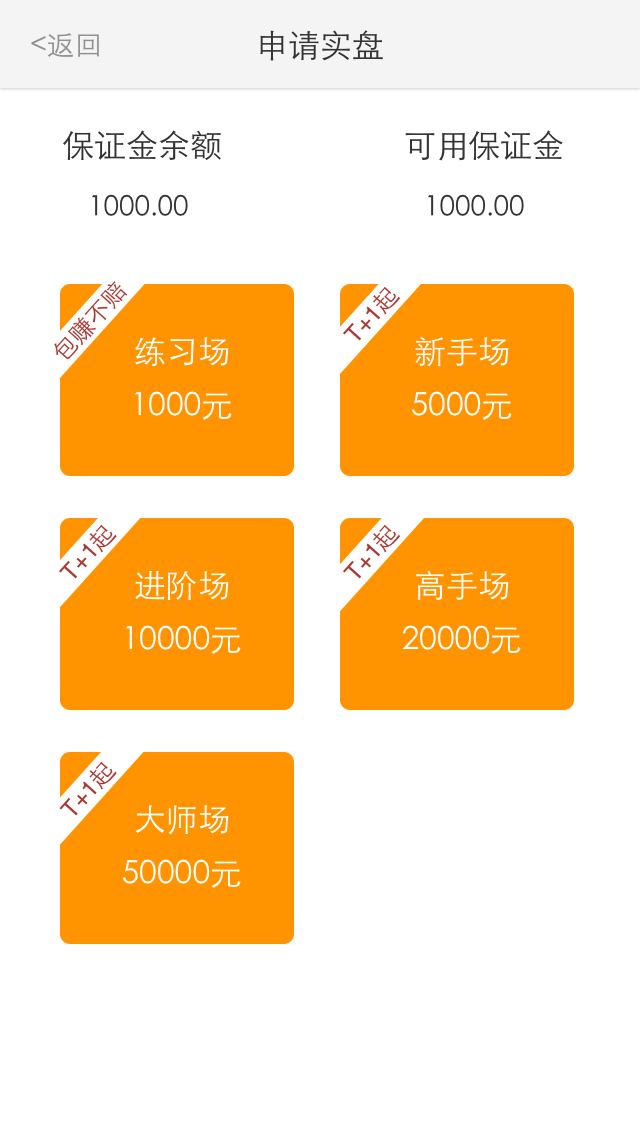 <返回
申请实盘
保证金余额
可用保证金
1000.00
1000.00
包赚不赔
练习场
1000元
T+1起
新手场
5000元
T+1起
进阶场
10000元
T+1起
高手场
20000元
T+1起
大师场
50000元